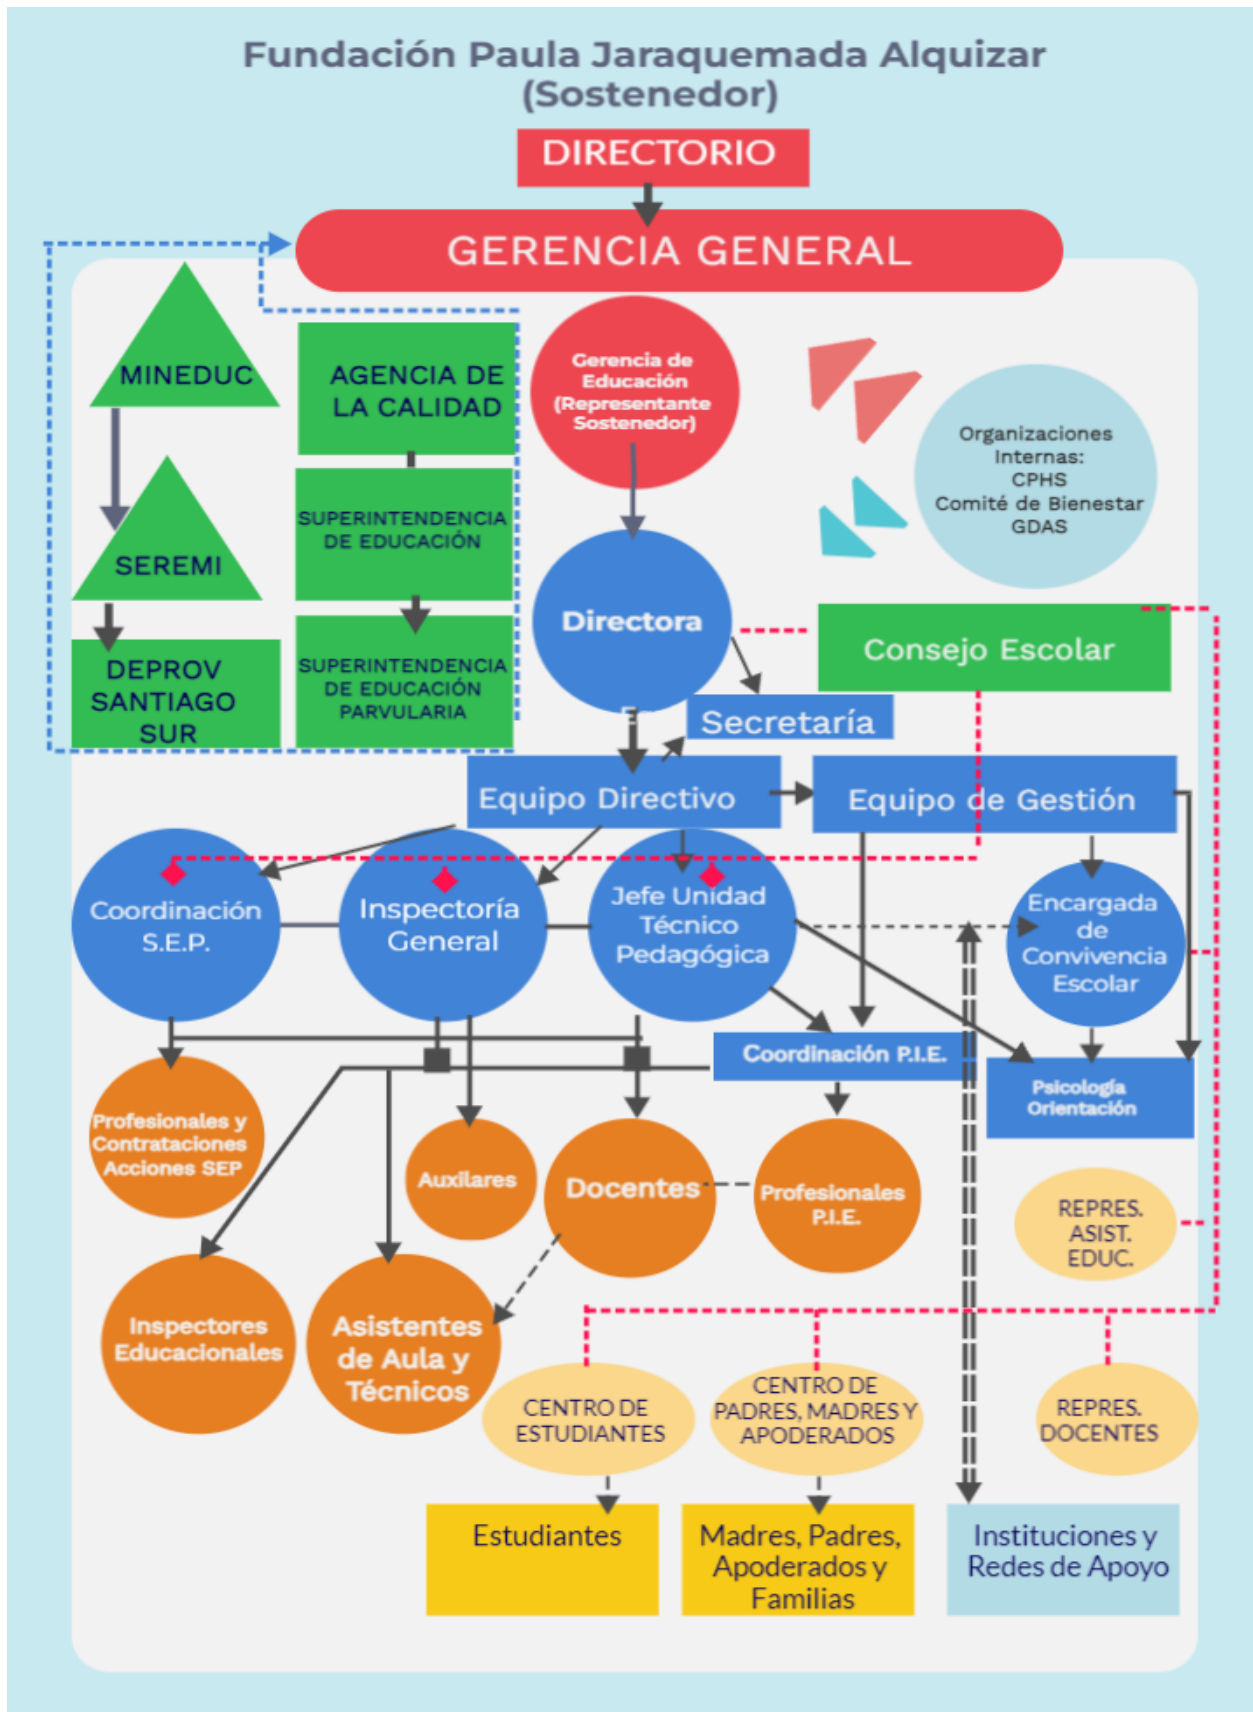 Fundación Paula Jaraquemada Alquizar
(Sostenedor)
DIRECTORIO
GERENCIA GENERAL
MINEDUC
AGENCIA DE
LA CALIDAD
Gerencia de
Educación
(Representante
Sostenedor)
Organizaciones
Internas:
CPHS
Comité de Bienestar
GDAS
SUPERINTENDENCIA
DE EDUCACIÓN
SEREMI
Directora
Consejo Escolar
DEPROV
SANTIAGO
SUR
SUPERINTENDENCIA
DE EDUCACIÓN
PARVULARIA
Secretaría
Equipo Directivo
Equipo de Gestión
Coordinación
S.E.P.
Inspectoría
General
Jefe Unidad
Técnico
Pedagógica
Encargada
de
Convivencia
Escolar
Coordinación P.I.E.
Psicología
Orientación
Profesionales y
Contrataciones
Acciones SEP
Auxilares
Docentes
Profesionales
P.I.E.
REPRES.
ASIST.
EDUC.
Inspectores
Educacionales
Asistentes
de Aula y
Técnicos
CENTRO DE
ESTUDIANTES
CENTRO DE
PADRES, MADRES Y
APODERADOS
REPRES.
DOCENTES
Estudiantes
Madres, Padres,
Apoderados y
Familias
Instituciones y
Redes de Apoyo